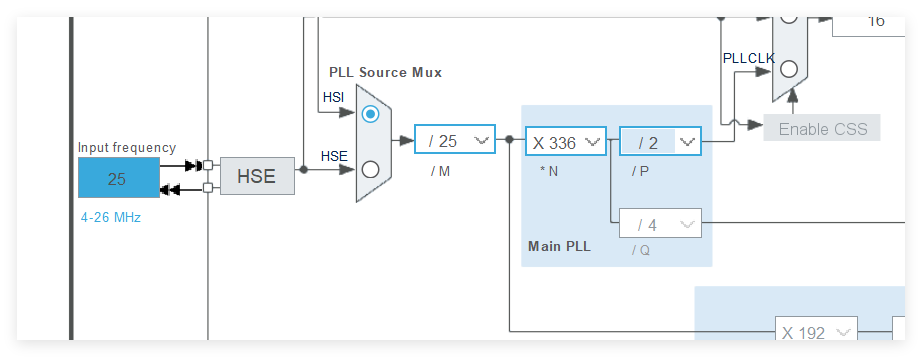 16
PLLCLK
PLL Source Mux
HSI
Enable CSS
/ 25
X 336
/ 2
Input frequency
HSE
/ M
* N
/ P
25
HSE
4-26 MHz
/ 4
Main PLL
/ Q
X 192